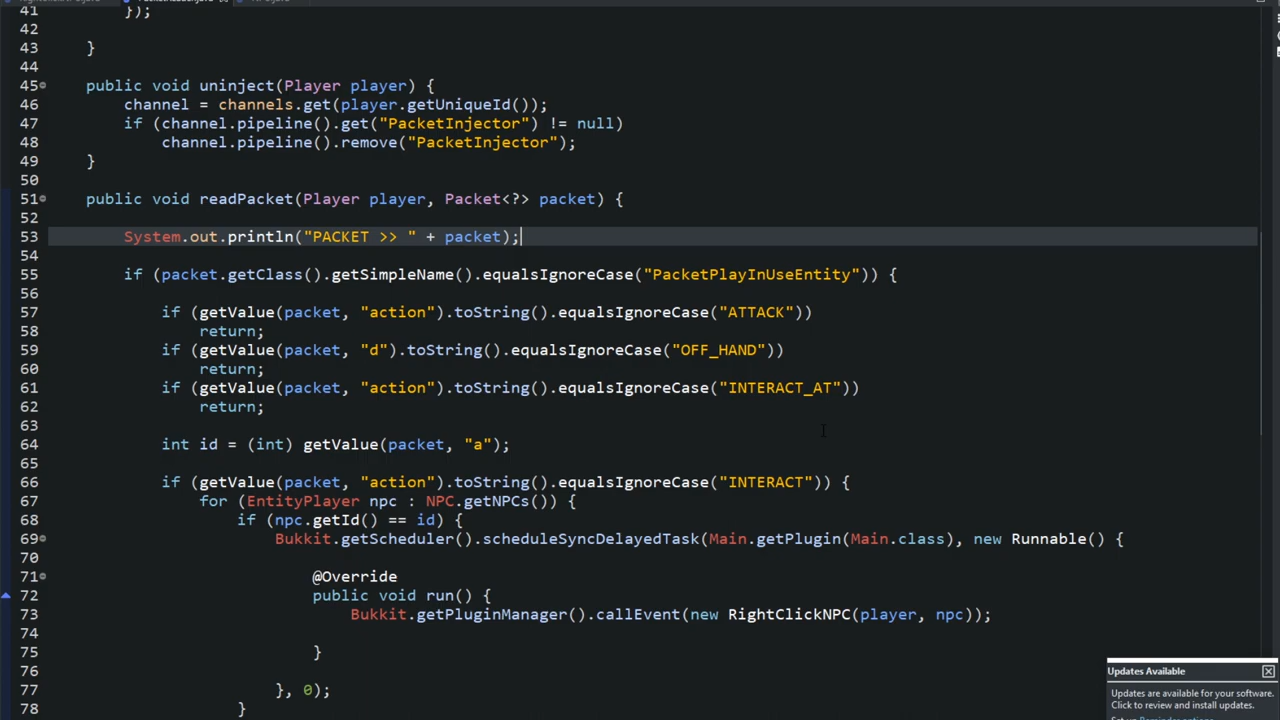 41 });
42
43 }
44
45 public void uninject(Player player) {
46 channel = channels.get(player.getUniqueId());
47 if (channel.pipeline().get("PacketInjector") != null)
48 channel.pipeline().remove("PacketInjector");
49 }
50
51 public void readPacket(Player player, Packet<?> packet) {
52
53 System.out.println("PACKET >> " + packet);
54
55 if (packet.getClass().getSimpleName().equalsIgnoreCase("PacketPlayInUseEntity")) {
56
57 if (getValue(packet, "action").toString().equalsIgnoreCase("ATTACK"))
58 return;
59 if (getValue(packet, "d").toString().equalsIgnoreCase("OFF_HAND"))
60 return;
61 if (getValue(packet, "action").toString().equalsIgnoreCase("INTERACT_AT"))
62 return;
63
64 int id = (int) getValue(packet, "a");
65
66 if (getValue(packet, "action").toString().equalsIgnoreCase("INTERACT")) {
67 for (EntityPlayer npc : NPC.getNPCs()) {
68 if (npc.getId() == id) {
69 Bukkit.getScheduler().scheduleSyncDelayedTask(Main.getPlugin(Main.class), new Runnable() {
70
71 @Override
72 public void run() {
73 Bukkit.getPluginManager().callEvent(new RightClickNPC(player, npc));
74
75 }
76
77 }, 0);
78 }
Updates Available
Updates are available for your software.
Click to review and install updates.